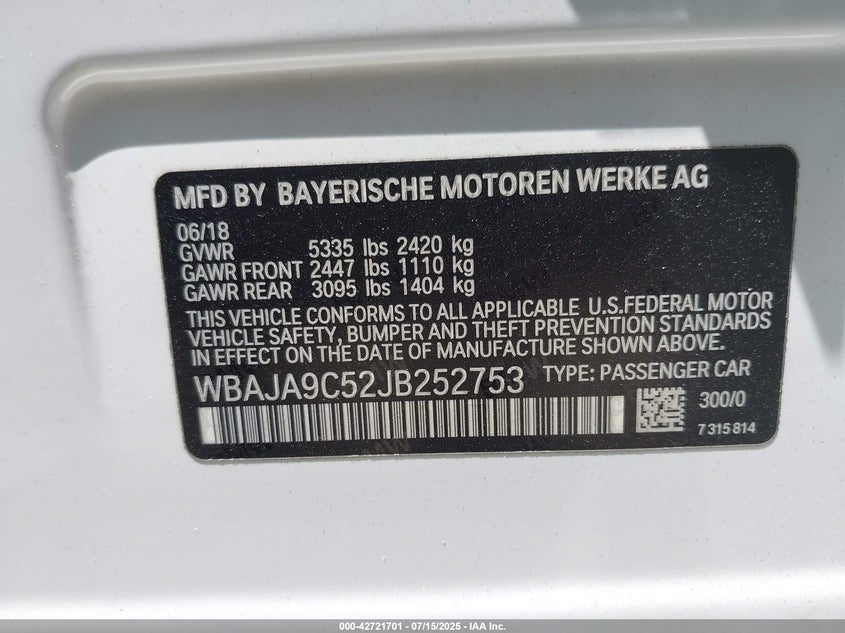 MFD BY BAYERISCHE MOTOREN WERKE AG
06/18
GVWR 5335 lbs 2420 kg
GAWR FRONT 2447 lbs 1110 kg
GAWR REAR 3095 lbs 1404 kg
THIS VEHICLE CONFORMS TO ALL APPLICABLE U.S.FEDERAL MOTOR
VEHICLE SAFETY, BUMPER AND THEFT PREVENTION STANDARDS
IN EFFECT ON THE DATE OF MANUFACTURE SHOWN ABOVE.
WBAJA9C52JB252753 TYPE: PASSENGER CAR
300/0
7 315 814
000-42721701 - 07/15/2025 - IAA Inc.